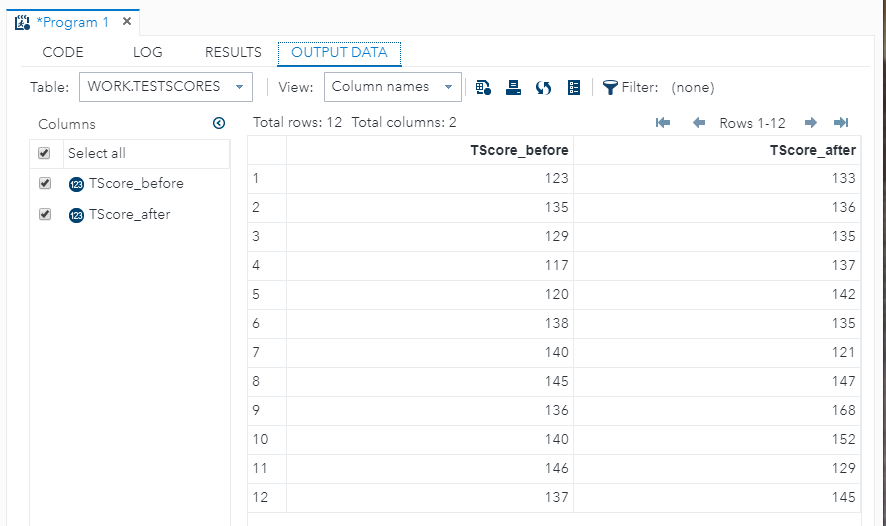 *Program 1 ×
CODE LOG RESULTS OUTPUT DATA
Table: WORK.TESTSCORES View: Column names Filter: (none)
Columns
Total rows: 12 Total columns: 2 Rows 1-12
Select all
123 TScore_before
123 TScore_after
TScore_before TScore_after
1 123 133
2 135 136
3 129 135
4 117 137
5 120 142
6 138 135
7 140 121
8 145 147
9 136 168
10 140 152
11 146 129
12 137 145